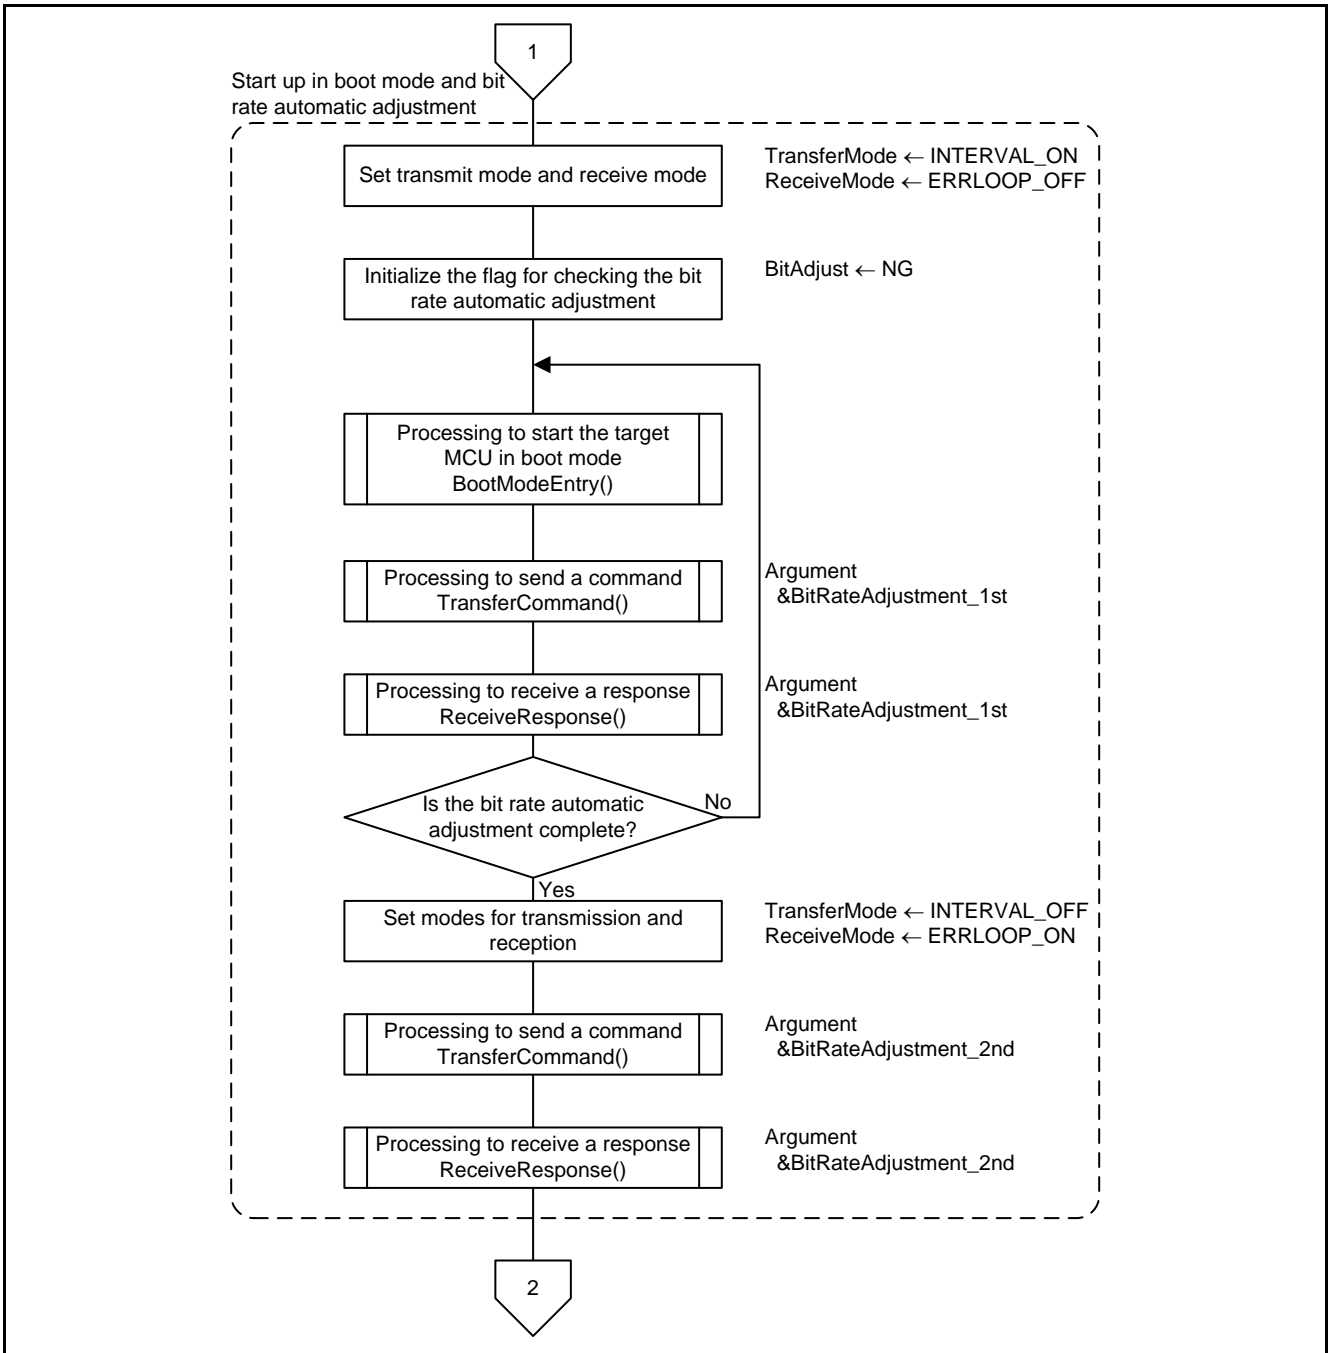 1
Start up in boot mode and bit
rate automatic adjustment
Set transmit mode and receive mode
TransferMode ← INTERVAL_ON
ReceiveMode ← ERRLOOP_OFF
Initialize the flag for checking the bit
rate automatic adjustment
BitAdjust ← NG
Processing to start the target
MCU in boot mode
BootModeEntry()
Processing to send a command
TransferCommand()
Argument
&BitRateAdjustment_1st
Processing to receive a response
ReceiveResponse()
Argument
&BitRateAdjustment_1st
Is the bit rate automatic
adjustment complete?
No
Yes
Set modes for transmission and
reception
TransferMode ← INTERVAL_OFF
ReceiveMode ← ERRLOOP_ON
Processing to send a command
TransferCommand()
Argument
&BitRateAdjustment_2nd
Processing to receive a response
ReceiveResponse()
Argument
&BitRateAdjustment_2nd
2